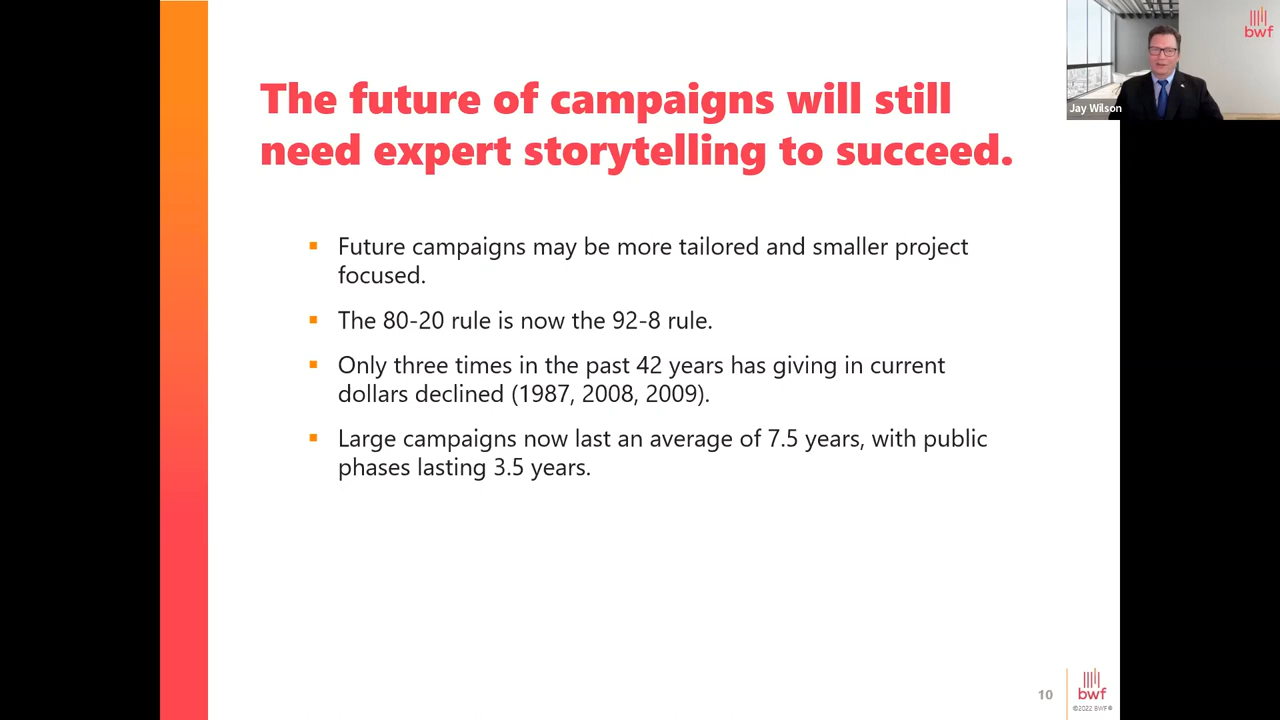 The future of campaigns will still
need expert storytelling to succeed.
▪ Future campaigns may be more tailored and smaller project
focused.
▪ The 80-20 rule is now the 92-8 rule.
▪ Only three times in the past 42 years has giving in current
dollars declined (1987, 2008, 2009).
▪ Large campaigns now last an average of 7.5 years, with public
phases lasting 3.5 years.
bwf
Jay Wilson
10
bwf
©2022 BWF®